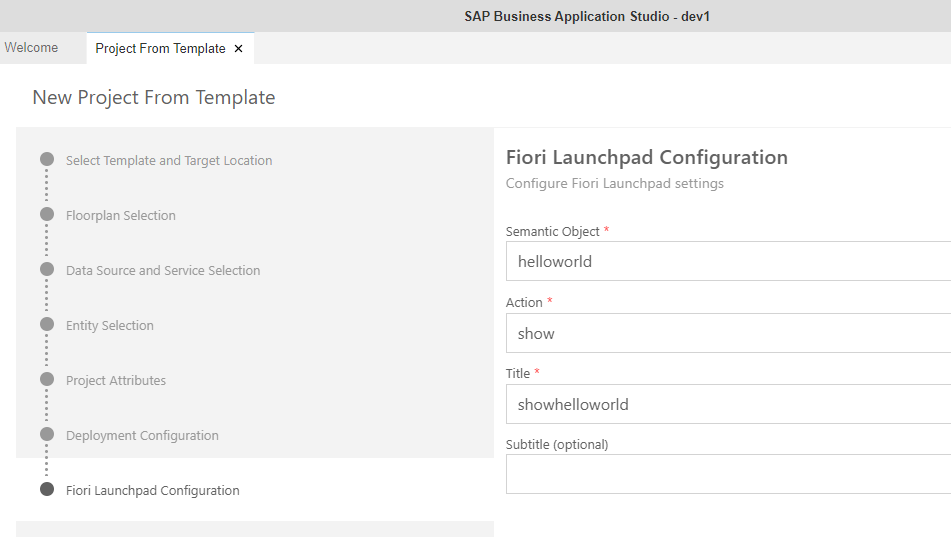 SAP Business Application Studio - dev1
Welcome
Project From Template ×
New Project From Template
Select Template and Target Location
Floorplan Selection
Data Source and Service Selection
Entity Selection
Project Attributes
Deployment Configuration
Fiori Launchpad Configuration
Fiori Launchpad Configuration
Configure Fiori Launchpad settings
Semantic Object *
helloworld
Action *
show
Title *
showhelloworld
Subtitle (optional)